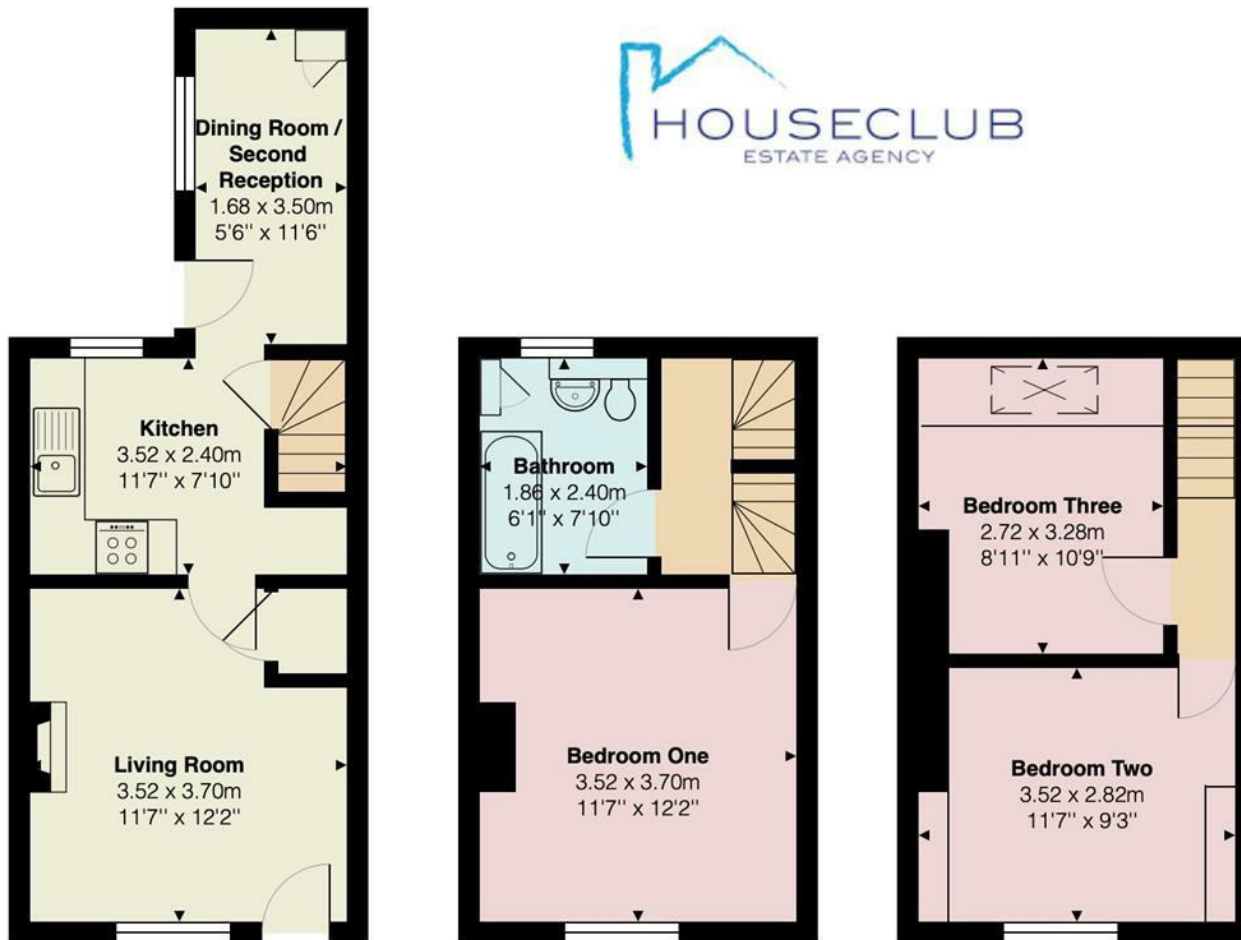 HOUSECLUB
ESTATE AGENCY
Dining Room /
Second
Reception
1.68 x 3.50m
5'6'' x 11'6''
Kitchen
3.52 x 2.40m
11'7'' x 7'10''
Living Room
3.52 x 3.70m
11'7'' x 12'2''
Bathroom
1.86 x 2.40m
6'1'' x 7'10''
Bedroom One
3.52 x 3.70m
11'7'' x 12'2''
Bedroom Three
2.72 x 3.28m
8'11'' x 10'9''
Bedroom Two
3.52 x 2.82m
11'7'' x 9'3''